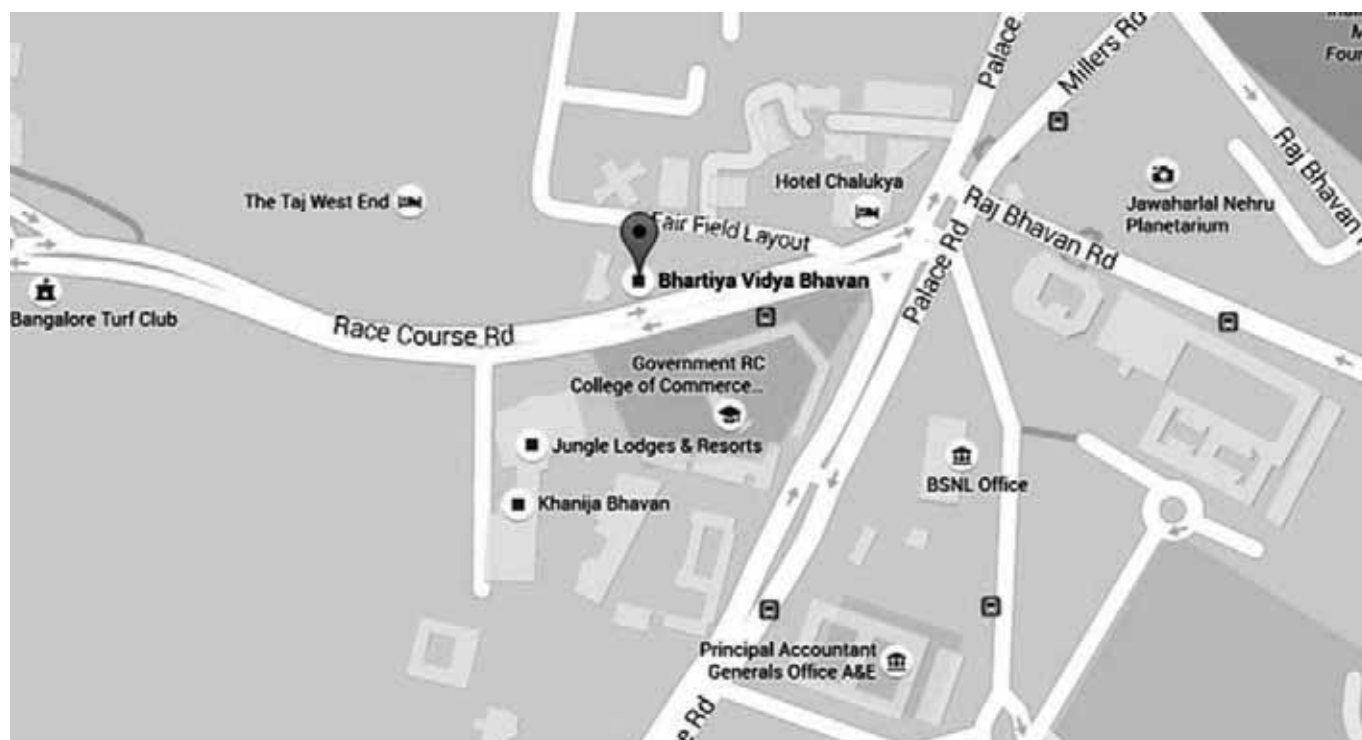 Palace
Millers Rd
M
Four
Raj Bhavan
The Taj West End
Hotel Chalukya
Jawaharlal Nehru
Planetarium
Fair Field Layout
Raj Bhavan Rd
Palace Rd
Bhartiya Vidya Bhavan
Bangalore Turf Club
Race Course Rd
Government RC
College of Commerce...
Jungle Lodges & Resorts
BSNL Office
Khanija Bhavan
Principal Accountant
Generals Office A&E
e Rd